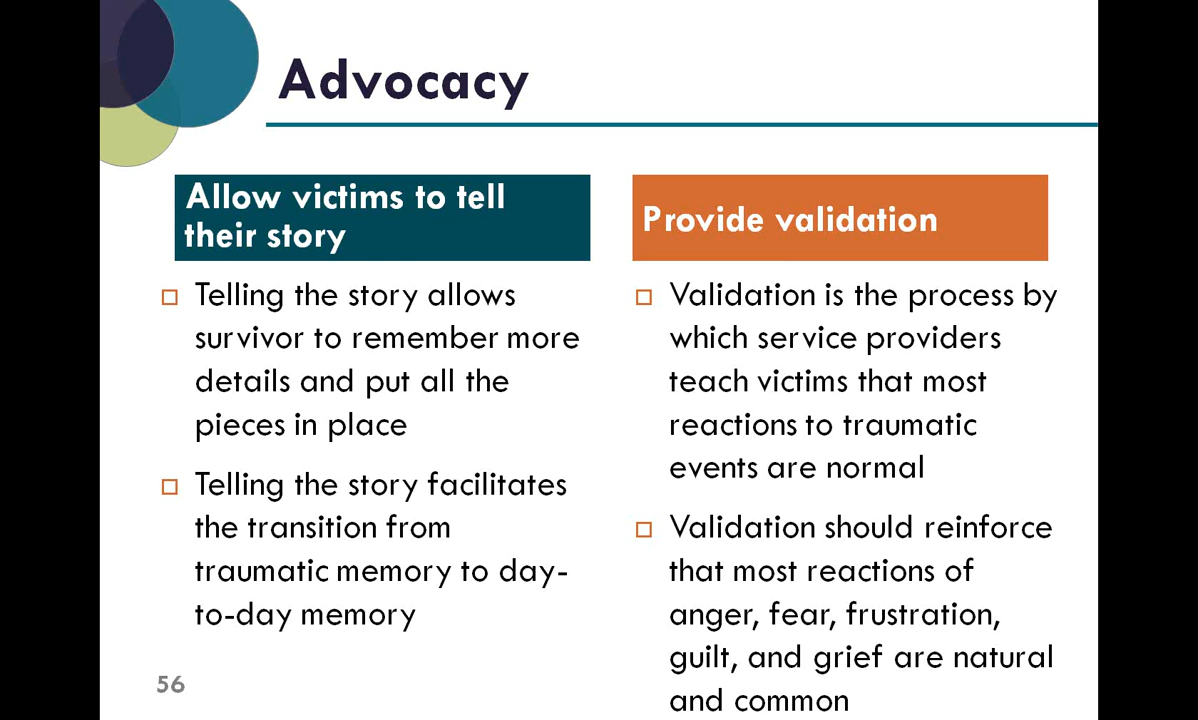 Advocacy
Allow victims to tell
their story
Telling the story allows
survivor to remember more
details and put all the
pieces in place
Telling the story facilitates
the transition from
traumatic memory to day-
to-day memory
Provide validation
Validation is the process by
which service providers
teach victims that most
reactions to traumatic
events are normal
Validation should reinforce
that most reactions of
anger, fear, frustration,
guilt, and grief are natural
and common
56